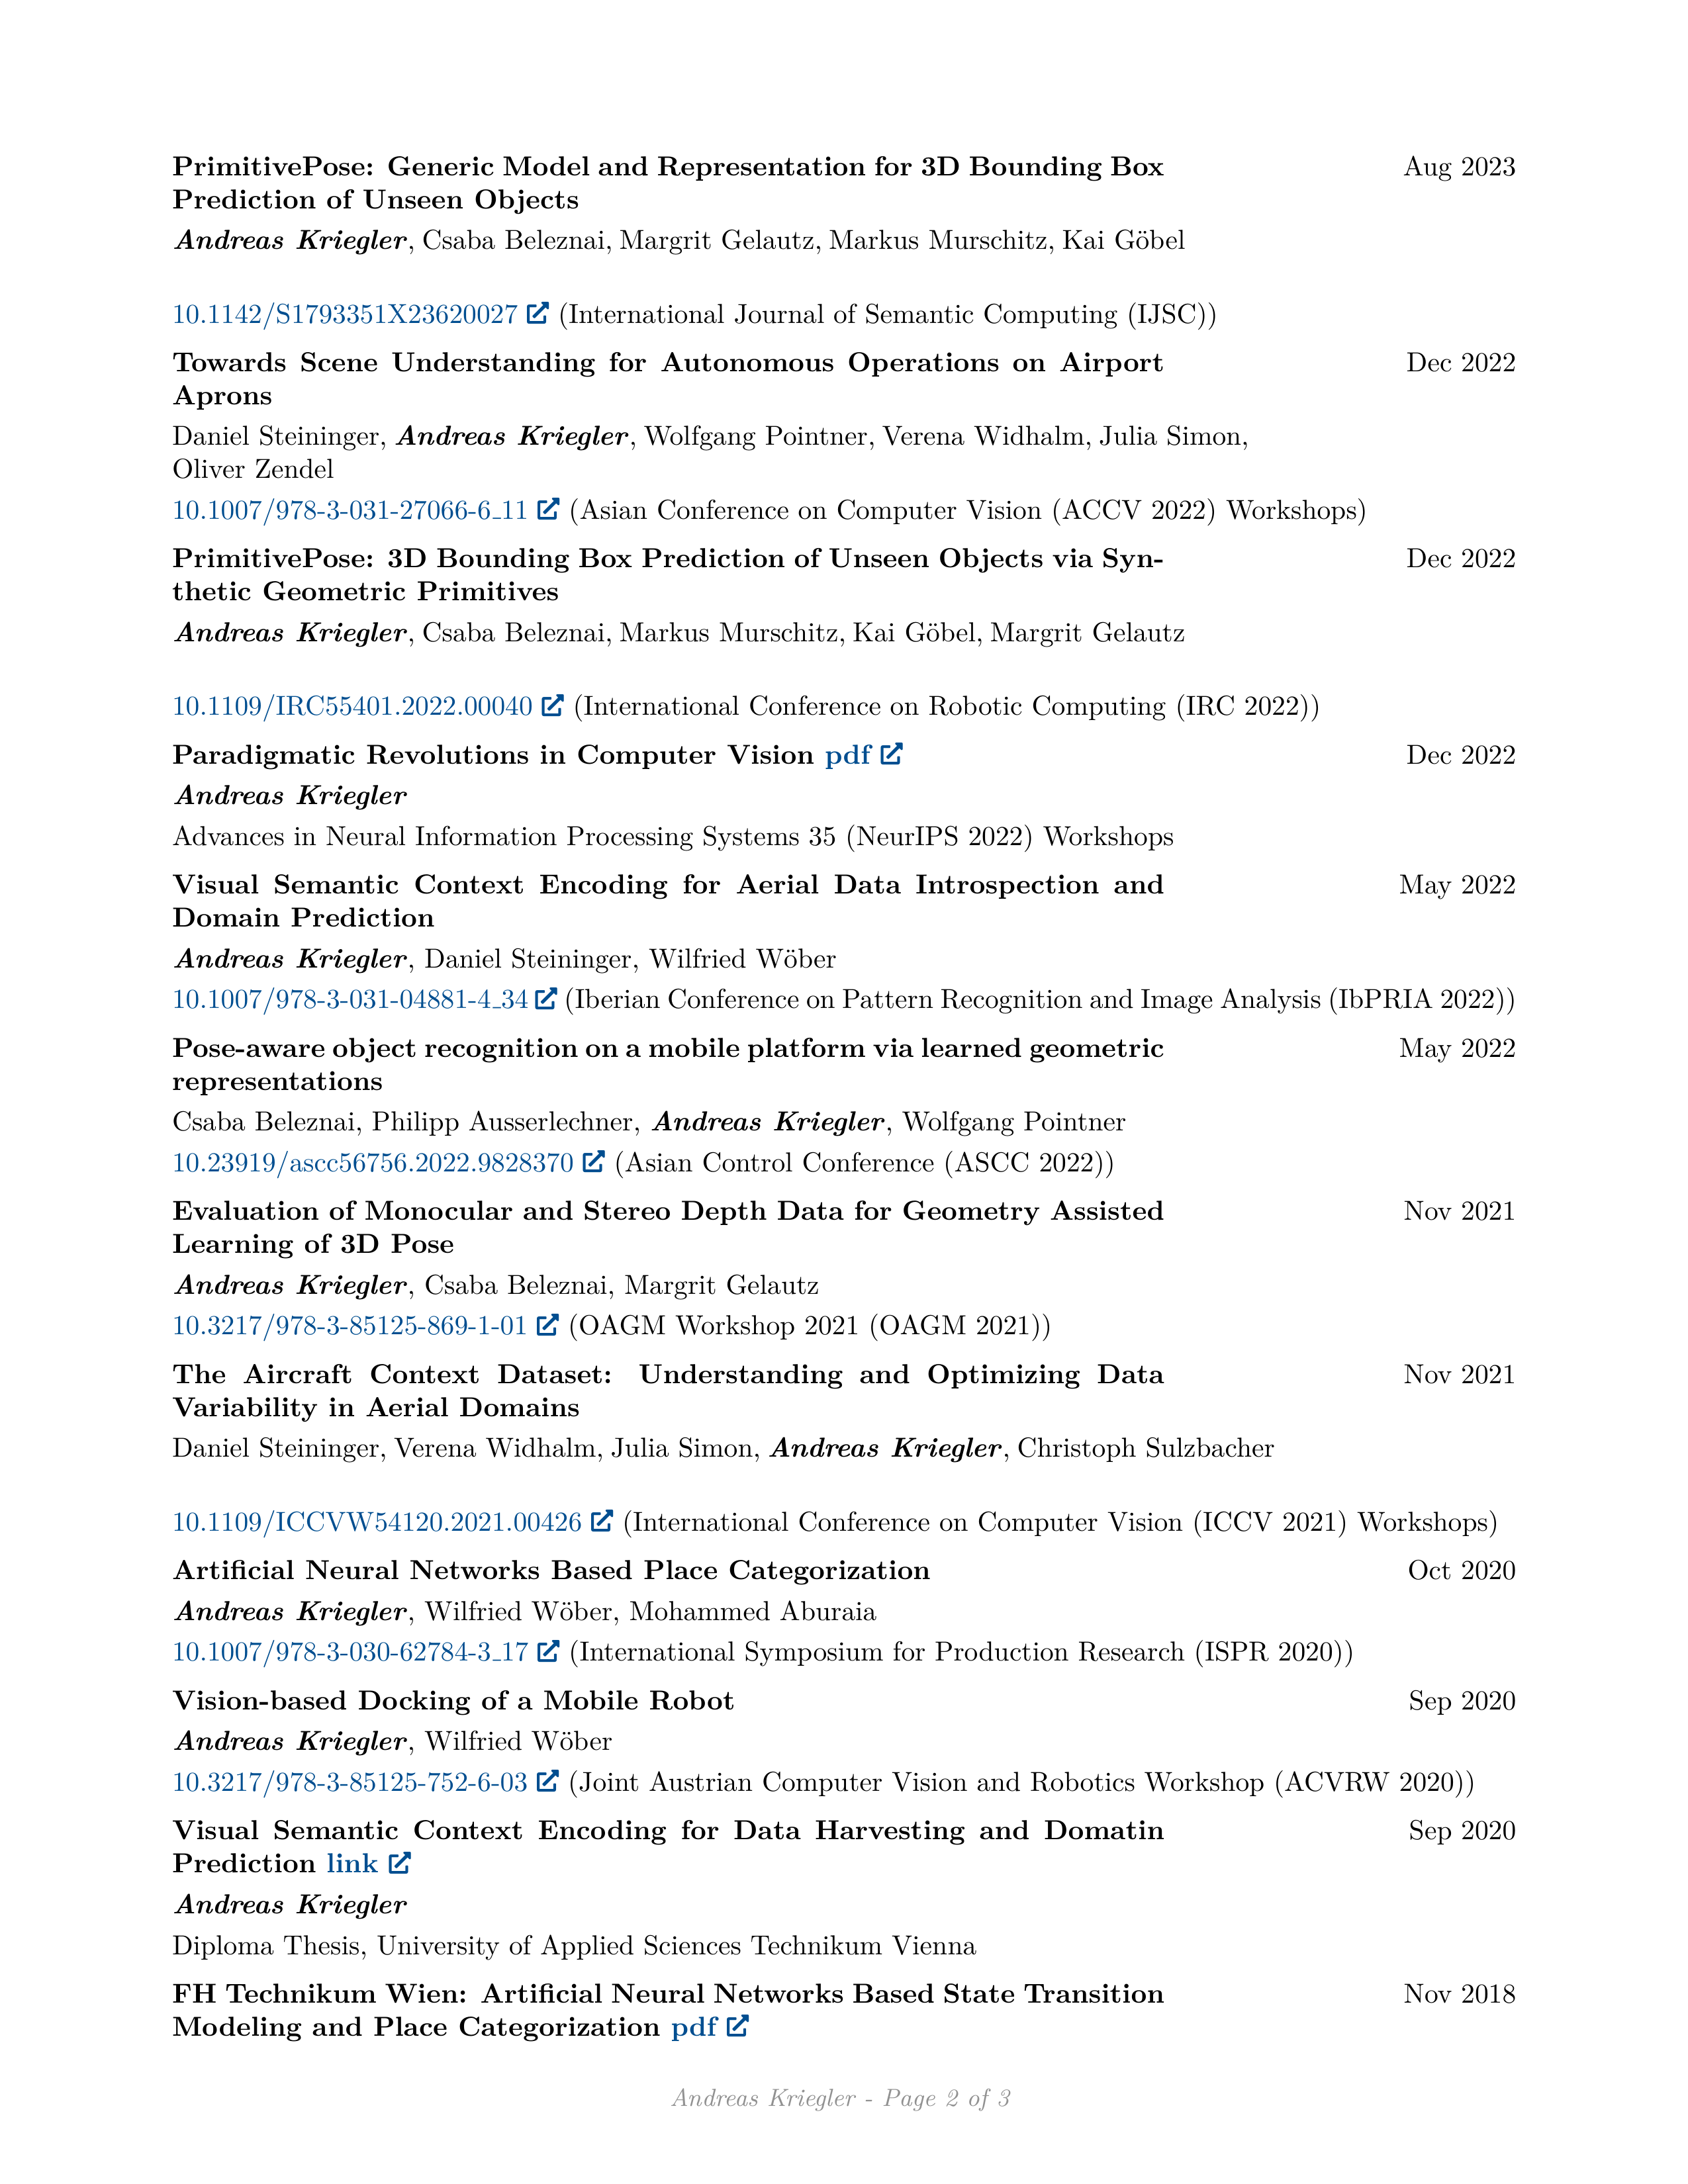 PrimitivePose: Generic Model and Representation for 3D Bounding Box Aug 2023
Prediction of Unseen Objects
Andreas Kriegler, Csaba Beleznai, Margrit Gelautz, Markus Murschitz, Kai Göbel
10.1142/S1793351X23620027 (International Journal of Semantic Computing (IJSC))
Towards Scene Understanding for Autonomous Operations on Airport Dec 2022
Aprons
Daniel Steininger, Andreas Kriegler, Wolfgang Pointner, Verena Widhalm, Julia Simon,
Oliver Zendel
10.1007/978-3-031-27066-6_11 (Asian Conference on Computer Vision (ACCV 2022) Workshops)
PrimitivePose: 3D Bounding Box Prediction of Unseen Objects via Syn- Dec 2022
thetic Geometric Primitives
Andreas Kriegler, Csaba Beleznai, Markus Murschitz, Kai Göbel, Margrit Gelautz
10.1109/IRC55401.2022.00040 (International Conference on Robotic Computing (IRC 2022))
Paradigmatic Revolutions in Computer Vision pdf Dec 2022
Andreas Kriegler
Advances in Neural Information Processing Systems 35 (NeurIPS 2022) Workshops
Visual Semantic Context Encoding for Aerial Data Introspection and May 2022
Domain Prediction
Andreas Kriegler, Daniel Steininger, Wilfried Wöber
10.1007/978-3-031-04881-4_34 (Iberian Conference on Pattern Recognition and Image Analysis (IbPRIA 2022))
Pose-aware object recognition on a mobile platform via learned geometric May 2022
representations
Csaba Beleznai, Philipp Ausserlechner, Andreas Kriegler, Wolfgang Pointner
10.23919/ascc56756.2022.9828370 (Asian Control Conference (ASCC 2022))
Evaluation of Monocular and Stereo Depth Data for Geometry Assisted Nov 2021
Learning of 3D Pose
Andreas Kriegler, Csaba Beleznai, Margrit Gelautz
10.3217/978-3-85125-869-1-01 (OAGM Workshop 2021 (OAGM 2021))
The Aircraft Context Dataset: Understanding and Optimizing Data Nov 2021
Variability in Aerial Domains
Daniel Steininger, Verena Widhalm, Julia Simon, Andreas Kriegler, Christoph Sulzbacher
10.1109/ICCVW54120.2021.00426 (International Conference on Computer Vision (ICCV 2021) Workshops)
Artificial Neural Networks Based Place Categorization Oct 2020
Andreas Kriegler, Wilfried Wöber, Mohammed Aburaia
10.1007/978-3-030-62784-3_17 (International Symposium for Production Research (ISPR 2020))
Vision-based Docking of a Mobile Robot Sep 2020
Andreas Kriegler, Wilfried Wöber
10.3217/978-3-85125-752-6-03 (Joint Austrian Computer Vision and Robotics Workshop (ACVRW 2020))
Visual Semantic Context Encoding for Data Harvesting and Domatin Sep 2020
Prediction link
Andreas Kriegler
Diploma Thesis, University of Applied Sciences Technikum Vienna
FH Technikum Wien: Artificial Neural Networks Based State Transition Nov 2018
Modeling and Place Categorization pdf
Andreas Kriegler - Page 2 of 3